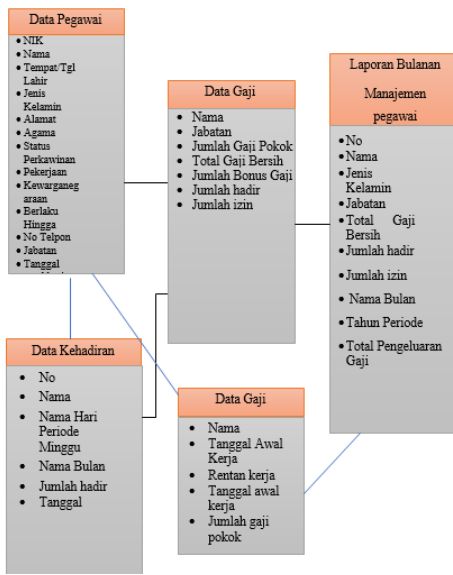 Data Pegawai
• NIK
• Nama
• Tempat/Tgl
Lahir
• Jenis
Kelamin
• Alamat
• Agama
• Status
Perkawinan
• Pekerjaan
• Kewarganeg
araan
• Berlaku
Hingga
• No Telpon
• Jabatan
• Tanggal
Data Gaji
• Nama
• Jabatan
• Jumlah Gaji Pokok
• Total Gaji Bersih
• Jumlah Bonus Gaji
• Jumlah hadir
• Jumlah izin
Laporan Bulanan
Manajemen
pegawai
• No
• Nama
• Jenis
Kelamin
• Jabatan
• Total Gaji
Bersih
• Jumlah hadir
• Jumlah izin
• Nama Bulan
• Tahun Periode
• Total Pengeluaran
Gaji
Data Kehadiran
• No
• Nama
• Nama Hari
Periode
Minggu
• Nama Bulan
• Jumlah hadir
• Tanggal
Data Gaji
• Nama
• Tanggal Awal
Kerja
• Rentan kerja
• Tanggal awal
kerja
• Jumlah gaji
pokok